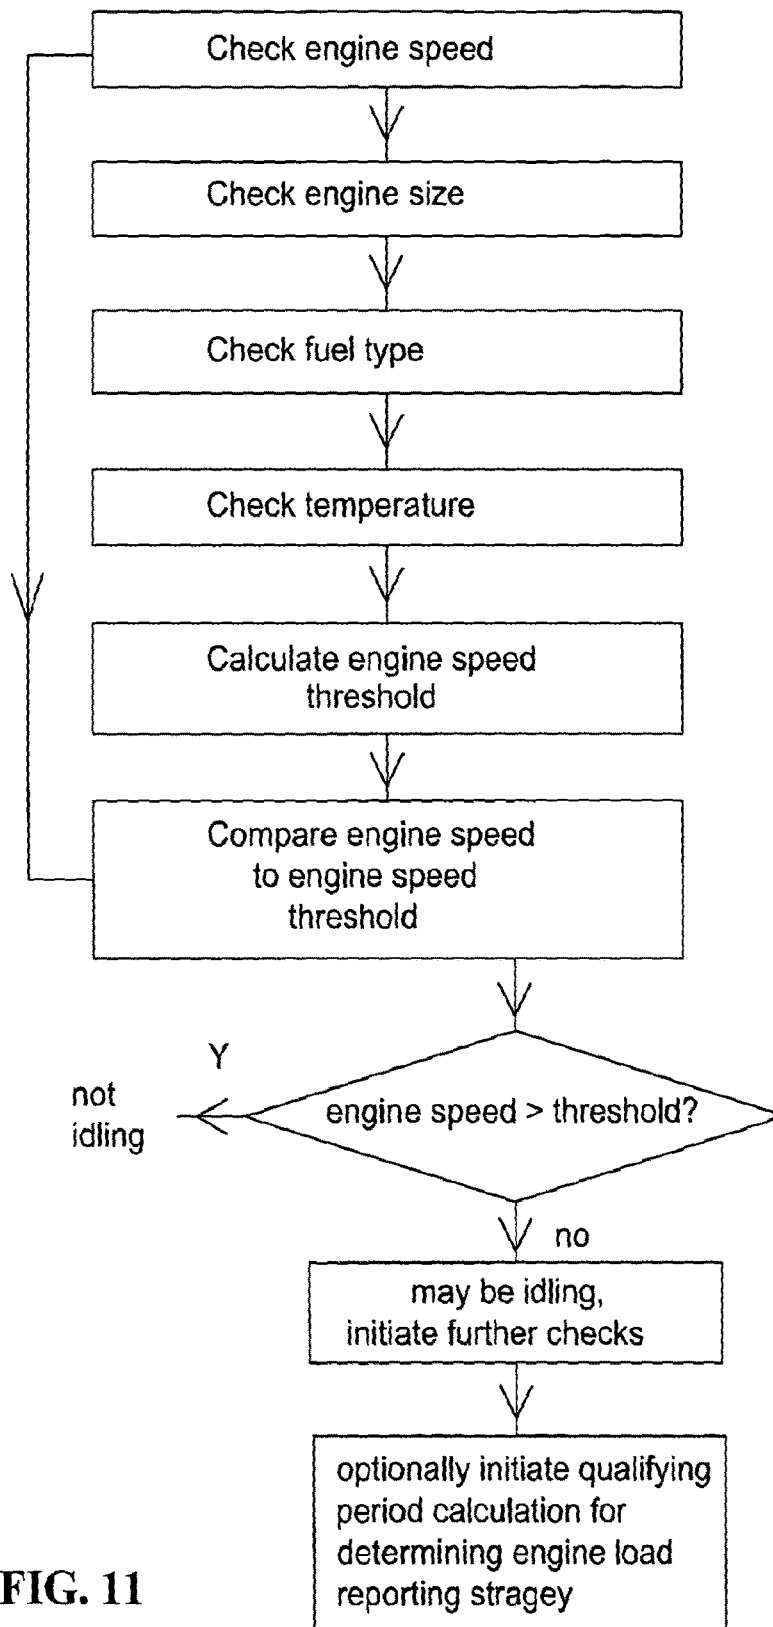 Check engine speed
Check engine size
Check fuel type
Check temperature
Calculate engine speed
threshold
Compare engine speed
to engine speed
threshold
Y
not
idling
engine speed > threshold?
no
may be idling,
initiate further checks
optionally initiate qualifying
period calculation for
determining engine load
reporting stragey
FIG. 11